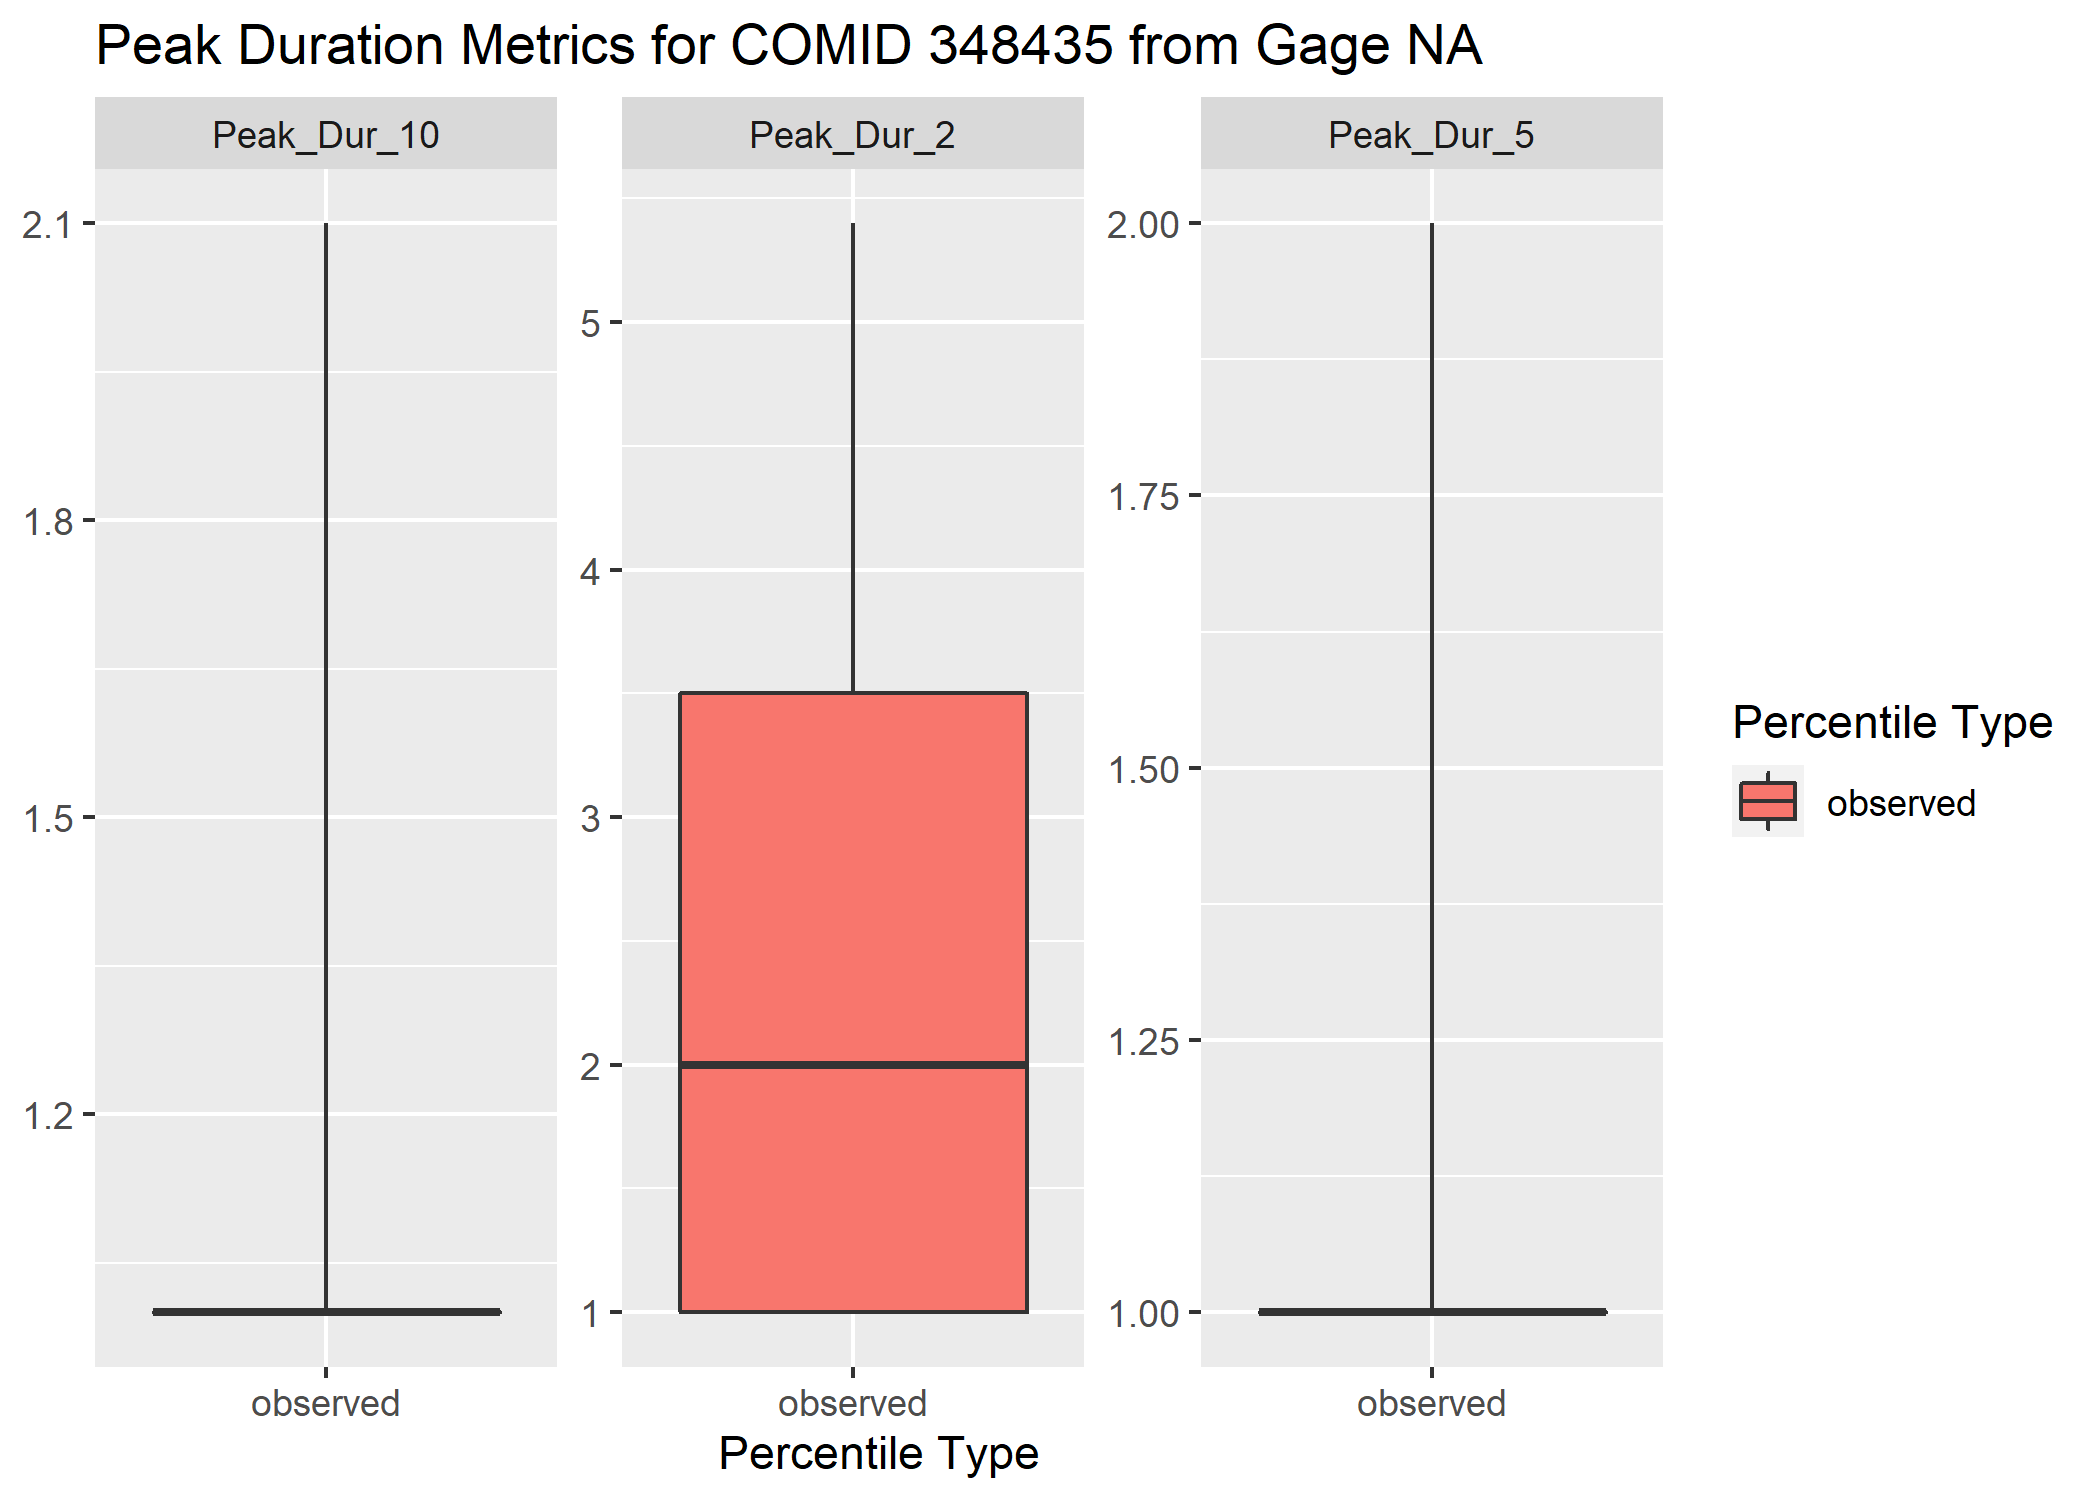 Peak Duration Metrics for COMID 348435 from Gage NA
Peak_Dur_10
Peak_Dur_2
Peak_Dur_5
2.1
1.8
1.5
1.2
5
4
3
2
1
2.00
1.75
1.50
1.25
1.00
observed
observed
observed
Percentile Type
Percentile Type
observed